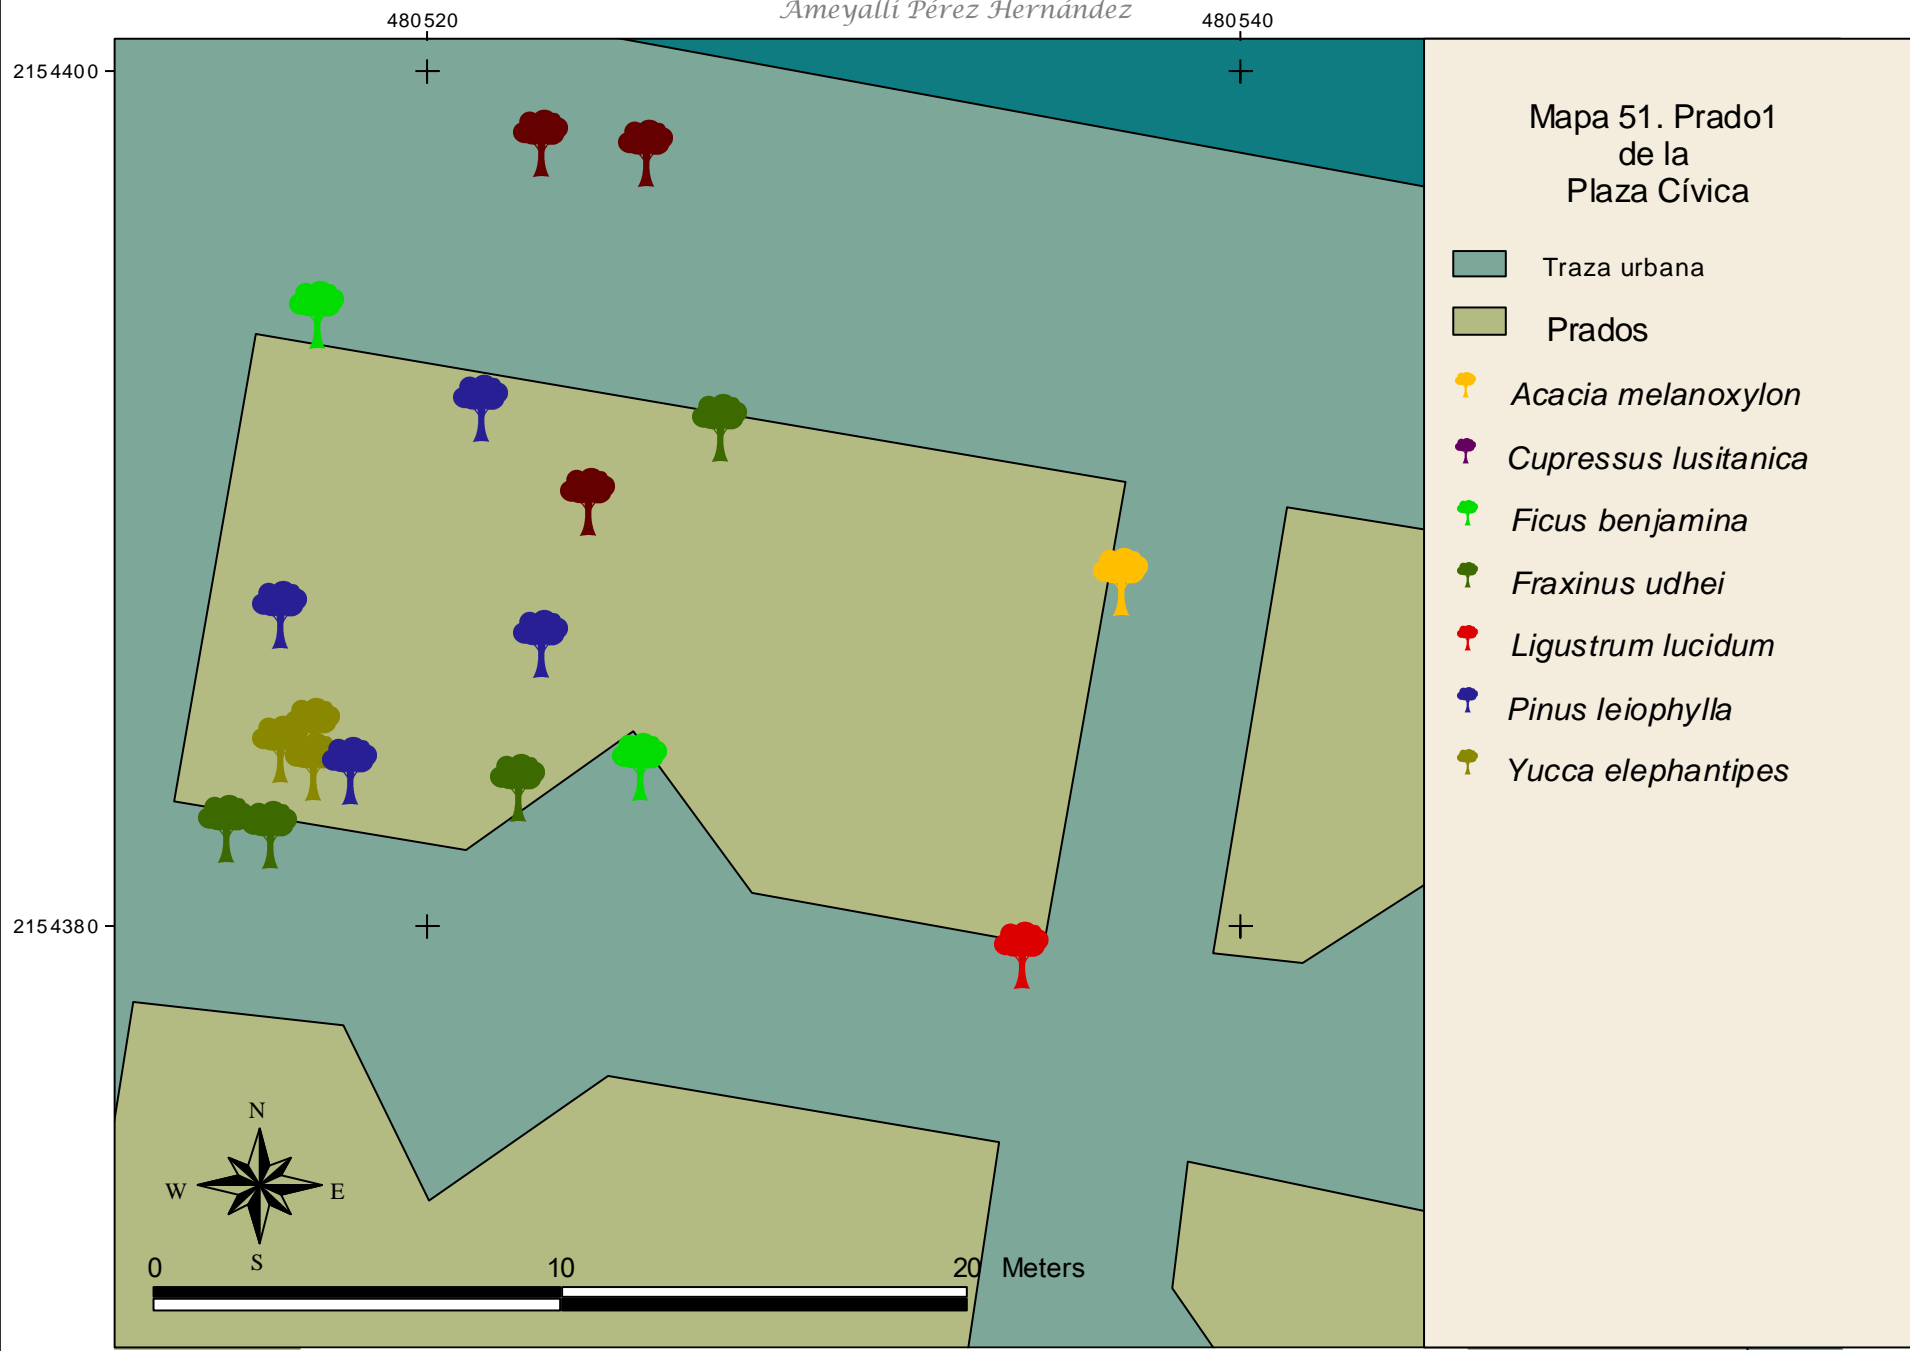 Ameyalli Pérez Hernández
480520 480540
2154400
2154380
Mapa 51. Prado1
de la
Plaza Cívica
Traza urbana
Prados
Acacia melanoxylon
Cupressus lusitanica
Ficus benjamina
Fraxinus udhei
Ligustrum lucidum
Pinus leiophylla
Yucca elephantipes
N
W E
S
0 10 20 Meters